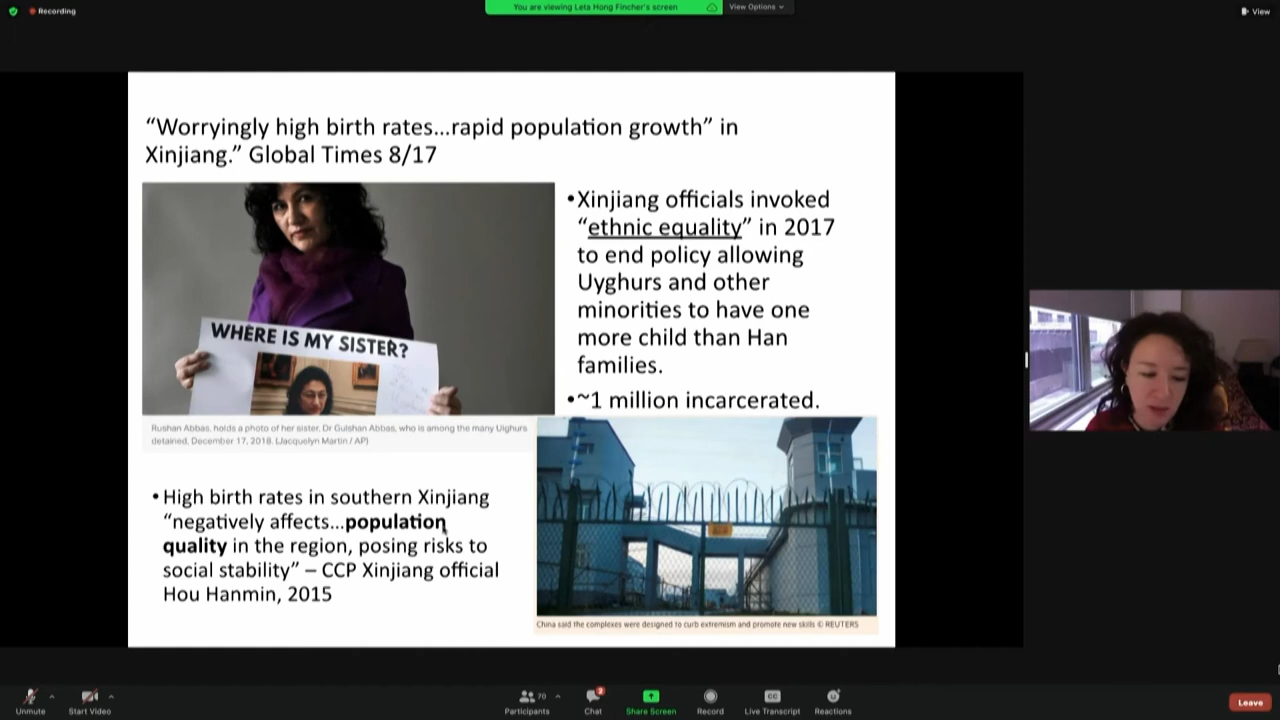 Recording
You are viewing Leta Hong Fincher's screen
View Options
View
“Worryingly high birth rates...rapid population growth” in
Xinjiang.” Global Times 8/17
WHERE IS MY SISTER?
Rushan Abbas, holds a photo of her sister, Dr Gulshan Abbas, who is among the many Uighurs
detained, December 17, 2018. (Jacquelyn Martin / AP)
•Xinjiang officials invoked
“ethnic equality” in 2017
to end policy allowing
Uyghurs and other
minorities to have one
more child than Han
families.
•~1 million incarcerated.
• High birth rates in southern Xinjiang
“negatively affects...population
quality in the region, posing risks to
social stability” – CCP Xinjiang official
Hou Hanmin, 2015
China said the complexes were designed to curb extremism and promote new skills © REUTERS
Unmute
Start Video
70
Participants
Chat
Share Screen
Record
CC
Live Transcript
Reactions
Leave